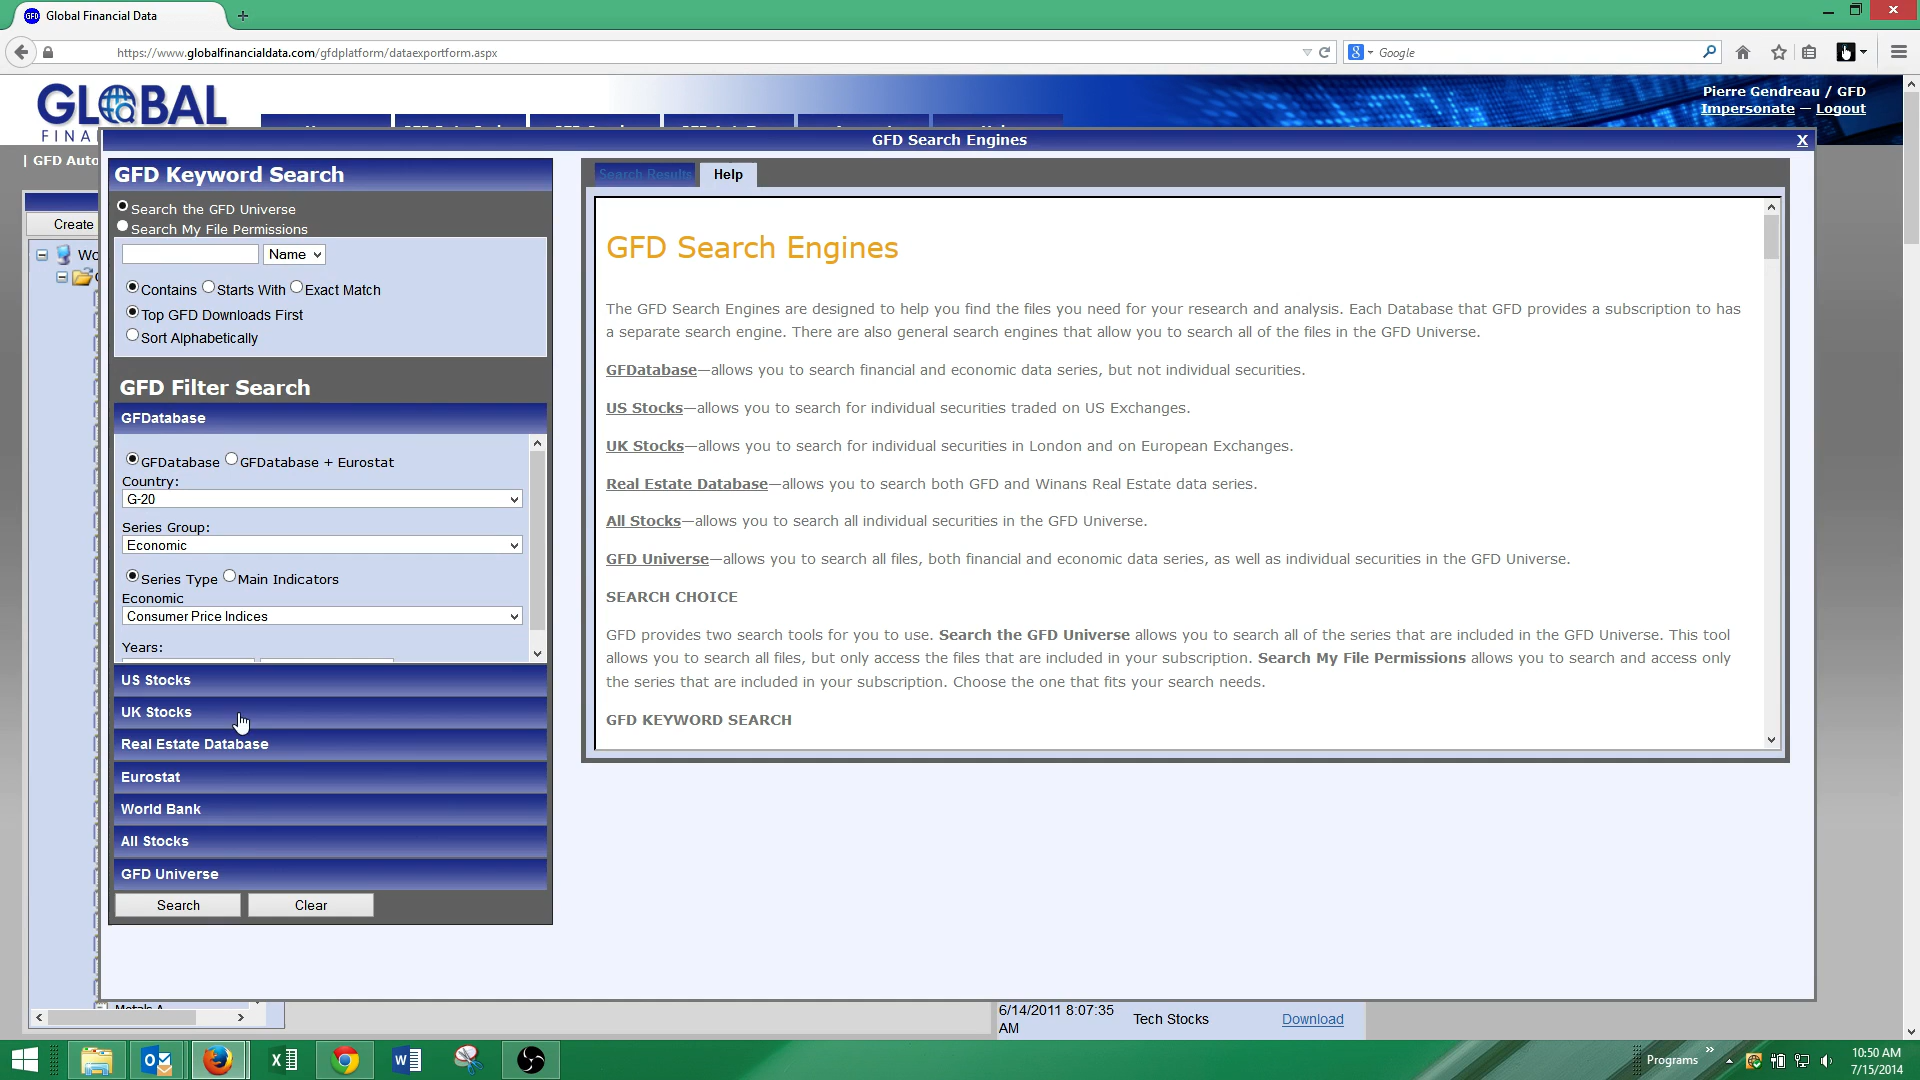 Global Financial Data
https://www.globalfinancialdata.com/gfdplatform/dataexportform.aspx
Google
GLOBAL
FINA
Pierre Gendreau / GFD
Impersonate — Logout
GFD Search Engines
X
| GFD Auto
Create
Wo
GFD Keyword Search
Search the GFD Universe
Search My File Permissions
Name
Contains Starts With Exact Match
Top GFD Downloads First
Sort Alphabetically
GFD Filter Search
GFDatabase
GFDatabase GFDatabase + Eurostat
Country:
G-20
Series Group:
Economic
Series Type Main Indicators
Economic
Consumer Price Indices
Years:
US Stocks
UK Stocks
Real Estate Database
Eurostat
World Bank
All Stocks
GFD Universe
Search Clear
Search Results Help
GFD Search Engines
The GFD Search Engines are designed to help you find the files you need for your research and analysis. Each Database that GFD provides a subscription to has
a separate search engine. There are also general search engines that allow you to search all of the files in the GFD Universe.
GFDatabase—allows you to search financial and economic data series, but not individual securities.
US Stocks—allows you to search for individual securities traded on US Exchanges.
UK Stocks—allows you to search for individual securities in London and on European Exchanges.
Real Estate Database—allows you to search both GFD and Winans Real Estate data series.
All Stocks—allows you to search all individual securities in the GFD Universe.
GFD Universe—allows you to search all files, both financial and economic data series, as well as individual securities in the GFD Universe.
SEARCH CHOICE
GFD provides two search tools for you to use. Search the GFD Universe allows you to search all of the series that are included in the GFD Universe. This tool
allows you to search all files, but only access the files that are included in your subscription. Search My File Permissions allows you to search and access only
the series that are included in your subscription. Choose the one that fits your search needs.
GFD KEYWORD SEARCH
6/14/2011 8:07:35
AM
Tech Stocks
Download
Programs
10:50 AM
7/15/2014